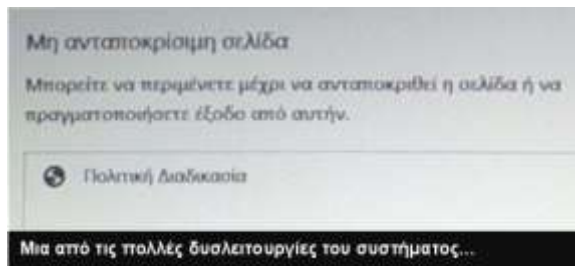 Μη ανταποκρίσιμη σελίδα
Μπορείτε να περιμένετε μέχρι να ανταποκριθεί η σελίδα ή να
πραγματοποιήσετε έξοδο από αυτήν.
Πολιτική Διαδικασία
Μια από τις πολλές δυσλειτουργίες του συστήματος...